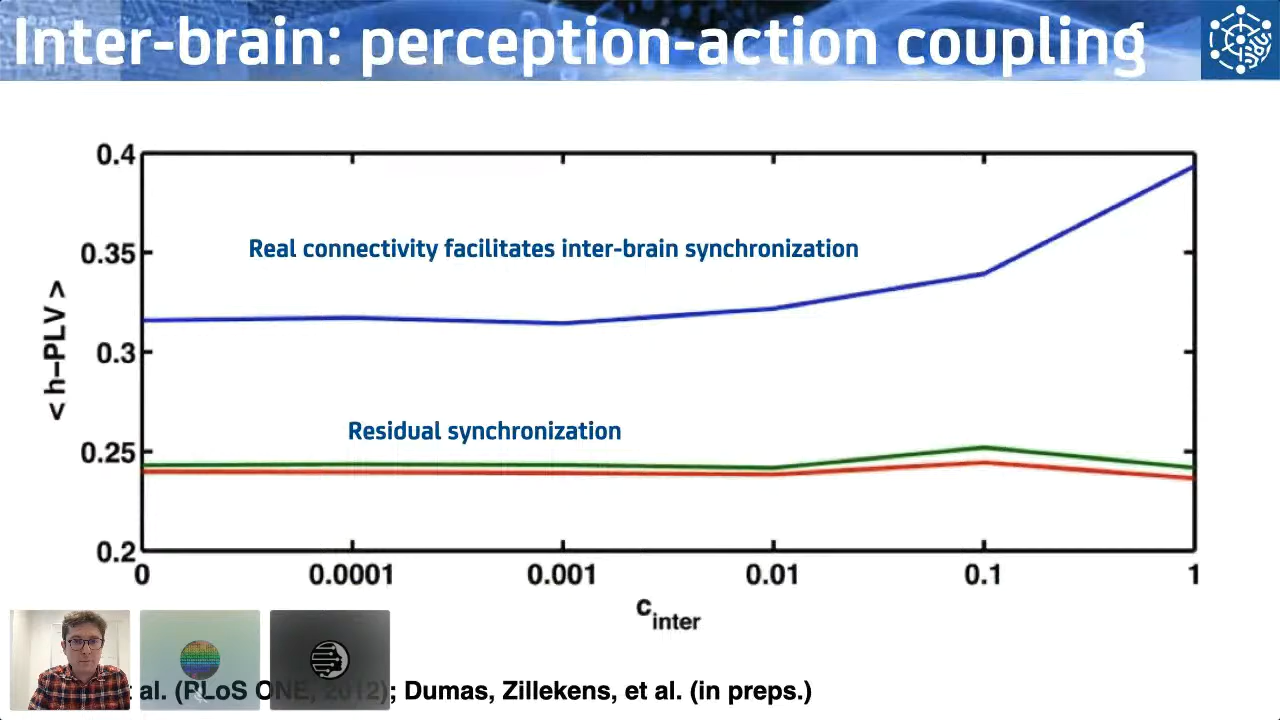 Inter-brain: perception-action coupling
0.4
0.35
0.3
0.25
0.2
< h-PLV >
Real connectivity facilitates inter-brain synchronization
Residual synchronization
0 0.0001 0.001 0.01 0.1 1
c inter
al. (PLoS ONE, 2012); Dumas, Zillekens, et al. (in preps.)